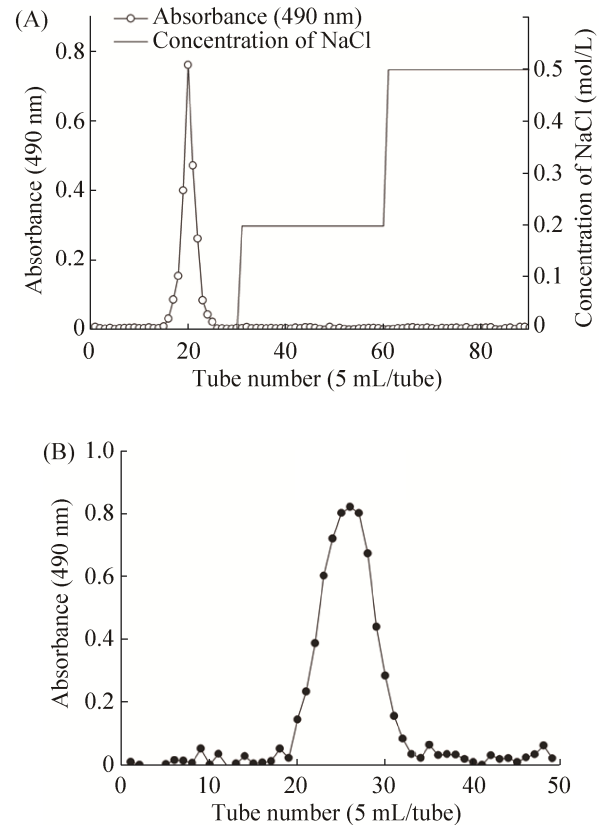 (A)
Absorbance (490 nm)
Concentration of NaCl
0.8
0.6
0.4
0.2
0
Absorbance (490 nm)
0.5
0.4
0.3
0.2
0.1
0
Concentration of NaCl (mol/L)
0 20 40 60 80
Tube number (5 mL/tube)
(B)
1.0
0.8
0.6
0.4
0.2
0
Absorbance (490 nm)
0 10 20 30 40 50
Tube number (5 mL/tube)